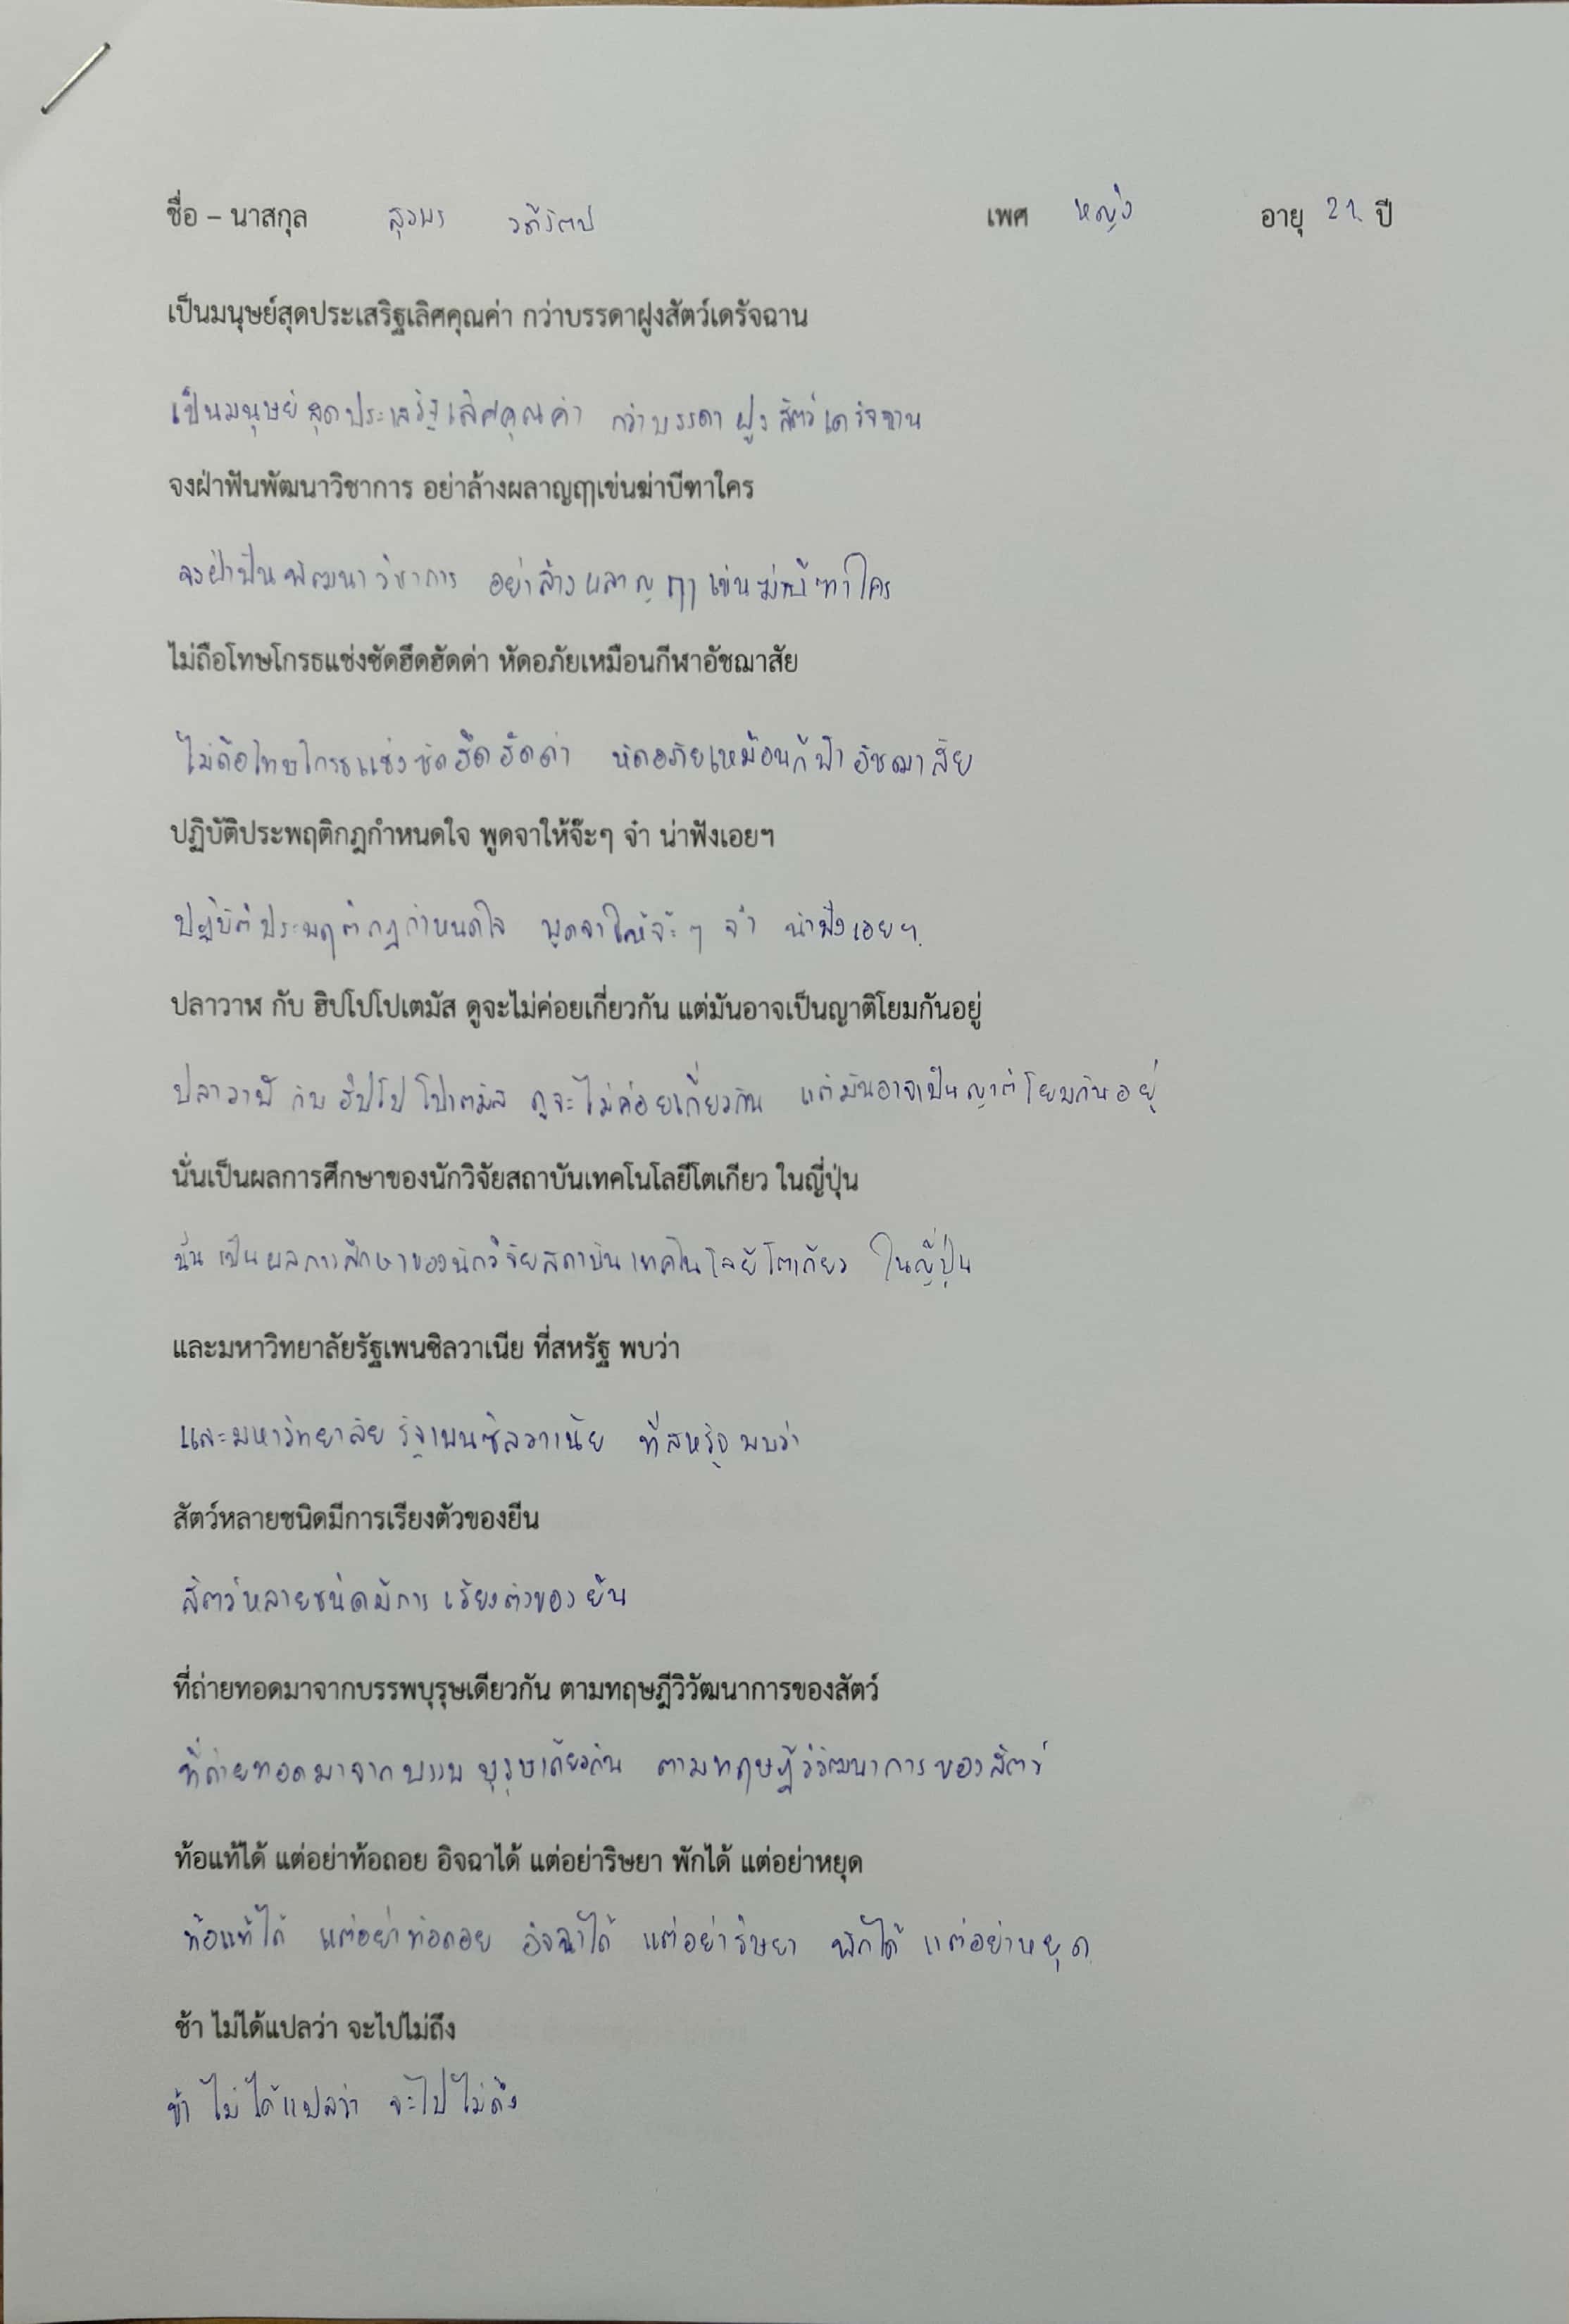 ชื่อ – นาสกุล เพศ หญิง อายุ 21 ปี
เป็นมนุษย์สุดประเสริฐเลิศคุณค่า กว่าบรรดาฝูงสัตว์เดรัจฉาน
เป็นมนุษย์สุดประเสริฐเลิศคุณค่า กว่าบรรดาฝูงสัตว์เดรัจฉาน
จงฝ่าฟันพัฒนาวิชาการ อย่าล้างผลาญฤๅเข่นฆ่าบีฑาใคร
จงฝ่าฟันพัฒนาวิชาการ อย่าล้างผลาญฤๅเข่นฆ่าบีฑาใคร
ไม่ถือโทษโกรธแช่งซัดฮึดฮัดด่า หัดอภัยเหมือนกีฬาอัชฌาสัย
ไม่ถือโทษโกรธแช่งซัดฮึดฮัดด่า หัดอภัยเหมือนกีฬาอัชฌาสัย
ปฏิบัติประพฤติกฎกำหนดใจ พูดจาให้จ๊ะๆ จ๋า น่าฟังเอยฯ
ปฏิบัติประพฤติกฎกำหนดใจ พูดจาให้จ๊ะๆ จ๋า น่าฟังเอยฯ
ปลาวาฬ กับ ฮิปโปโปเตมัส ดูจะไม่ค่อยเกี่ยวกัน แต่มันอาจเป็นญาติโยมกันอยู่
ปลาวาฬ กับ ฮิปโปโปเตมัส ดูจะไม่ค่อยเกี่ยวกัน แต่มันอาจเป็นญาติโยมกันอยู่
นั่นเป็นผลการศึกษาของนักวิจัยสถาบันเทคโนโลยีโตเกียว ในญี่ปุ่น
นั่นเป็นผลการศึกษาของนักวิจัยสถาบันเทคโนโลยีโตเกียว ในญี่ปุ่น
และมหาวิทยาลัยรัฐเพนซิลวาเนีย ที่สหรัฐ พบว่า
และมหาวิทยาลัยรัฐเพนซิลวาเนีย ที่สหรัฐ พบว่า
สัตว์หลายชนิดมีการเรียงตัวของยีน
สัตว์หลายชนิดมีการเรียงตัวของยีน
ที่ถ่ายทอดมาจากบรรพบุรุษเดียวกัน ตามทฤษฎีวิวัฒนาการของสัตว์
ที่ถ่ายทอดมาจากบรรพบุรุษเดียวกัน ตามทฤษฎีวิวัฒนาการของสัตว์
ท้อแท้ได้ แต่อย่าท้อถอย อิจฉาได้ แต่อย่าริษยา พักได้ แต่อย่าหยุด
ท้อแท้ได้ แต่อย่าท้อถอย อิจฉาได้ แต่อย่าริษยา พักได้ แต่อย่าหยุด
ช้า ไม่ได้แปลว่า จะไปไม่ถึง
ช้า ไม่ได้แปลว่า จะไปไม่ถึง